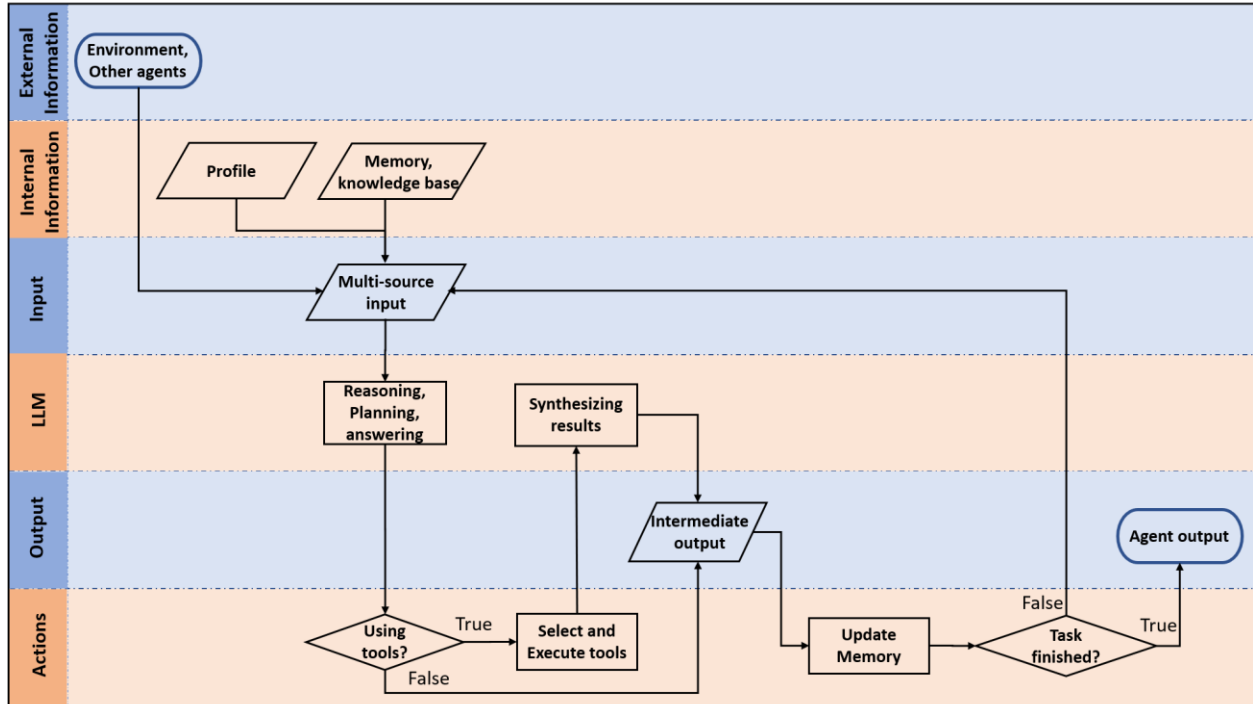 External
Information
Environment,
Other agents
Internal
Information
Profile
Memory,
knowledge base
Input
Multi-source
input
LLM
Reasoning,
Planning,
answering
Synthesizing
results
Output
Intermediate
output
Agent output
Actions
Using
tools?
True
False
Select and
Execute tools
Update
Memory
Task
finished?
False
True